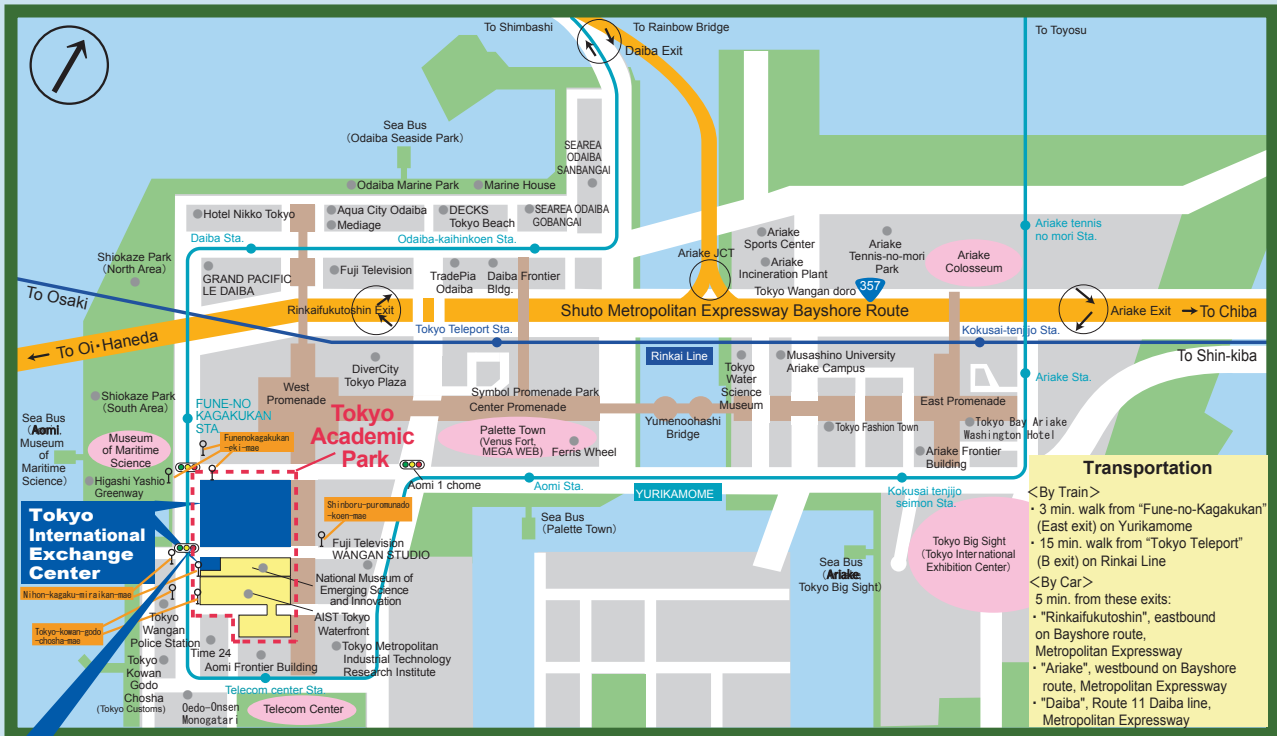 To Shimbashi
To Rainbow Bridge
Daiba Exit
To Toyosu
Sea Bus
(Odaiba Seaside Park)
SEAREA
ODAIBA
SANBANGAI
Odaiba Marine Park
Marine House
Hotel Nikko Tokyo
Aqua City Odaiba
Mediage
DECKS
Tokyo Beach
SEAREA ODAIBA
GOBANGAI
Daiba Sta.
Odaiba-kaihinkoen Sta.
Ariake
Sports Center
Ariake
Tennis-no-mori
Park
Ariake tennis
no mori Sta.
Ariake
Colosseum
Ariake JCT
Ariake
Incineration Plant
Tokyo Wangan doro
357
Shiokaze Park
(North Area)
GRAND PACIFIC
LE DAIBA
Fuji Television
TradePia
Odaiba
Daiba Frontier
Bldg.
To Osaki
Rinkaifukutoshin Exit
Shuto Metropolitan Expressway Bayshore Route
Ariake Exit
To Chiba
To Oi・Haneda
Tokyo Teleport Sta.
Kokusai-tenjijo Sta.
Rinkai Line
To Shin-kiba
DiverCity
Tokyo Plaza
Tokyo
Water
Science
Museum
Musashino University
Ariake Campus
Ariake Sta.
West
Promenade
Symbol Promenade Park
Center Promenade
East Promenade
Shiokaze Park
(South Area)
FUNE-NO
KAGAKUKAN
STA
Tokyo
Academic
Park
Yumenoohashi
Bridge
Tokyo Fashion Town
Tokyo Bay Ariake
Washington Hotel
Sea Bus
(Aomi.
Museum
of
Maritime
Science)
Museum
of Maritime
Science
Funenokagakukan
-eki-mae
Palette Town
(Venus Fort,
MEGA WEB)
Ferris Wheel
Ariake Frontier
Building
Higashi Yashio
Greenway
Aomi 1 chome
Aomi Sta.
YURIKAMOME
Kokusai tenjijo
seimon Sta.
Tokyo
International
Exchange
Center
Shinboru-puromunado
-koen-mae
Sea Bus
(Palette Town)
Fuji Television
WANGAN STUDIO
Sea Bus
(Ariake,
Tokyo Big Sight)
Tokyo Big Sight
(Tokyo International
Exhibition Center)
Nihon-kagaku-miraikan-mae
National Museum of
Emerging Science
and Innovation
AIST Tokyo
Waterfront
Tokyo-kowan-godo
-chosha-mae
Tokyo
Wangan
Police Station
Time 24
Aomi Frontier Building
Tokyo Metropolitan
Industrial Technology
Research Institute
Tokyo
Kowan
Godo
Chosha
(Tokyo Customs)
Telecom center Sta.
Oedo-Onsen
Monogatari
Telecom Center
Transportation
<By Train>
・3 min. walk from “Fune-no-Kagakukan”
(East exit) on Yurikamome
・15 min. walk from “Tokyo Teleport”
(B exit) on Rinkai Line
<By Car>
5 min. from these exits:
・"Rinkaifukutoshin", eastbound
on Bayshore route,
Metropolitan Expressway
・"Ariake", westbound on Bayshore
route, Metropolitan Expressway
・"Daiba", Route 11 Daiba line,
Metropolitan Expressway